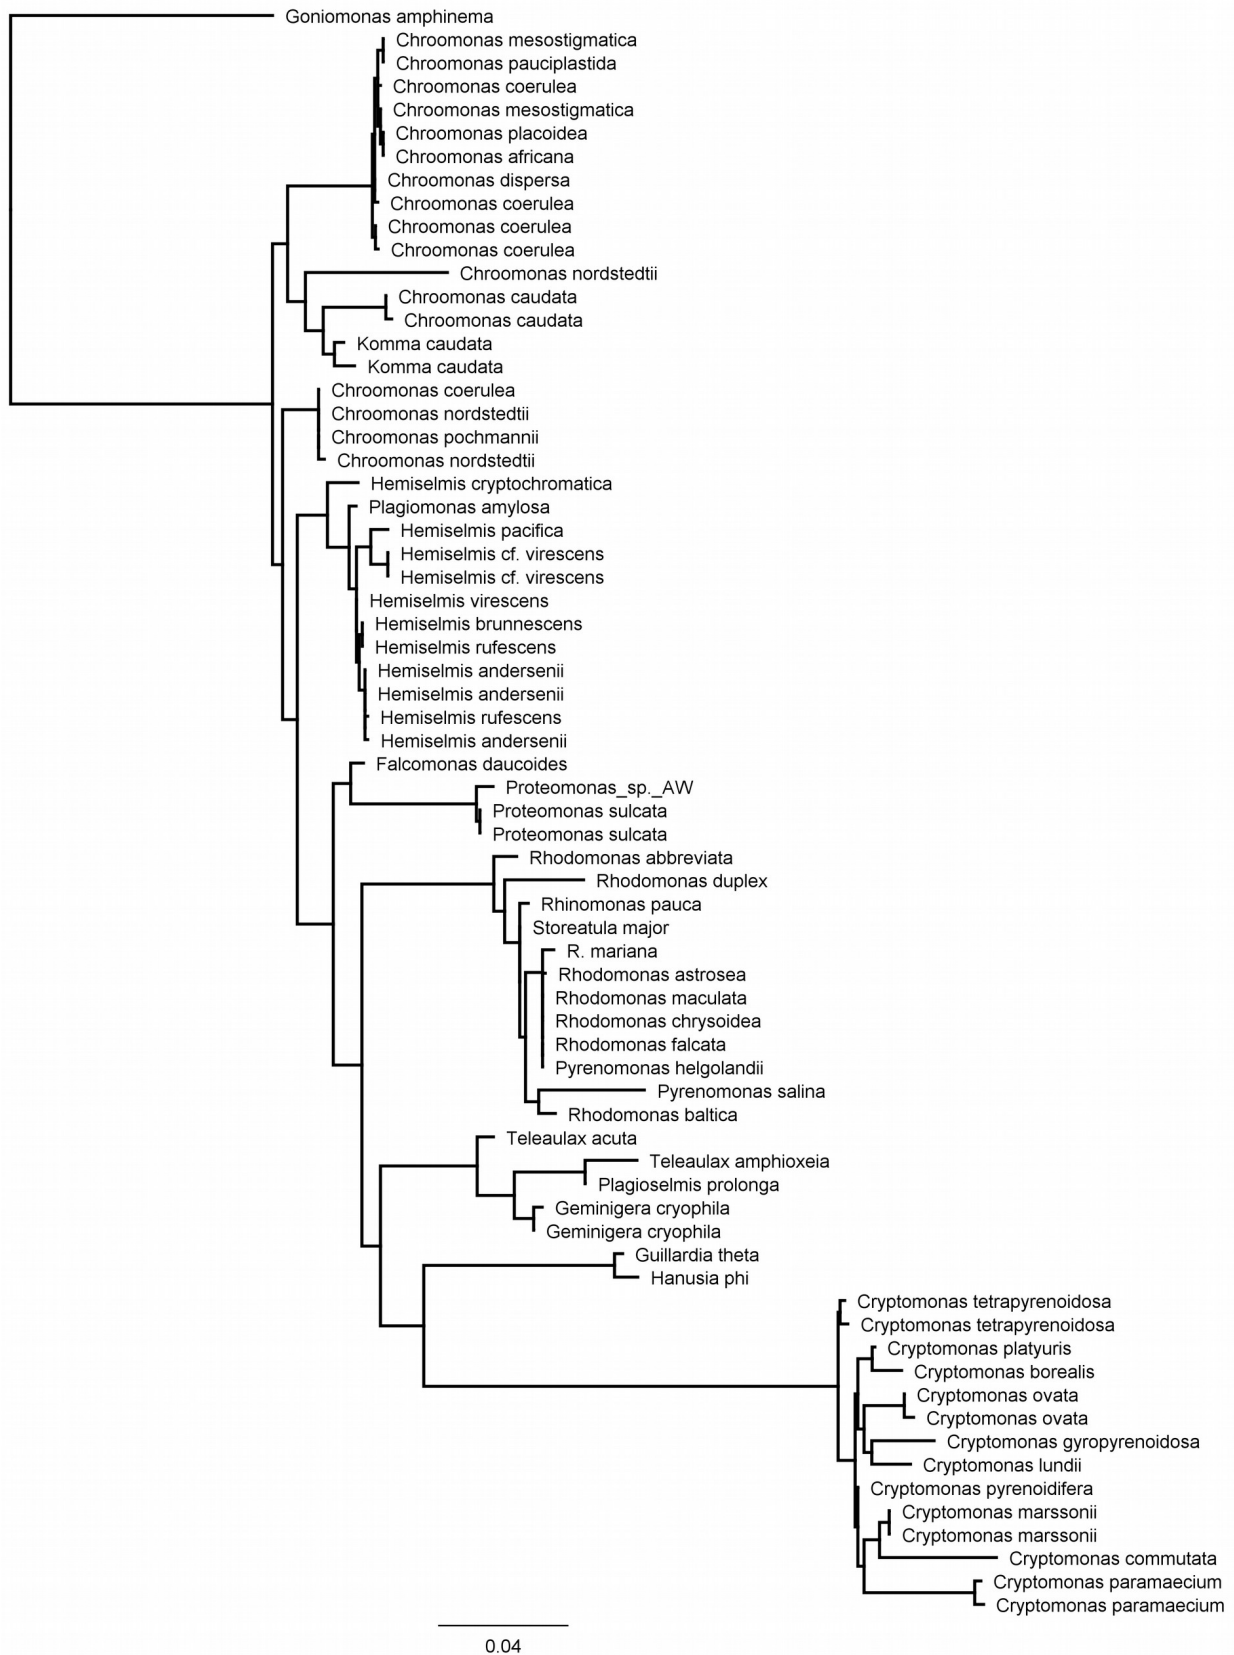 Goniomonas amphinema
Chroomonas mesostigmatica
Chroomonas pauciplastida
Chroomonas coerulea
Chroomonas mesostigmatica
Chroomonas placoidea
Chroomonas africana
Chroomonas dispersa
Chroomonas coerulea
Chroomonas coerulea
Chroomonas coerulea
Chroomonas nordstedtii
Chroomonas caudata
Chroomonas caudata
Komma caudata
Komma caudata
Chroomonas coerulea
Chroomonas nordstedtii
Chroomonas pochmannii
Chroomonas nordstedtii
Hemiselmis cryptochromatica
Plagiomonas amylosa
Hemiselmis pacifica
Hemiselmis cf. virescens
Hemiselmis cf. virescens
Hemiselmis virescens
Hemiselmis brunnescens
Hemiselmis rufescens
Hemiselmis andersenii
Hemiselmis andersenii
Hemiselmis rufescens
Hemiselmis andersenii
Falcomonas daucoides
Proteomonas_sp._AW
Proteomonas sulcata
Proteomonas sulcata
Rhodomonas abbreviata
Rhodomonas duplex
Rhinomonas pauca
Storeatula major
R. mariana
Rhodomonas astrosea
Rhodomonas maculata
Rhodomonas chrysoidea
Rhodomonas falcata
Pyrenomonas helgolandii
Pyrenomonas salina
Rhodomonas baltica
Teleaulax acuta
Teleaulax amphioxeia
Plagioselmis prolonga
Geminigera cryophila
Geminigera cryophila
Guillardia theta
Hanusia phi
Cryptomonas tetrapyrenoidosa
Cryptomonas tetrapyrenoidosa
Cryptomonas platyuris
Cryptomonas borealis
Cryptomonas ovata
Cryptomonas ovata
Cryptomonas gyropyrenoidosa
Cryptomonas lundii
Cryptomonas pyrenoidifera
Cryptomonas marssonii
Cryptomonas marssonii
Cryptomonas commutata
Cryptomonas paramaecium
Cryptomonas paramaecium
0.04